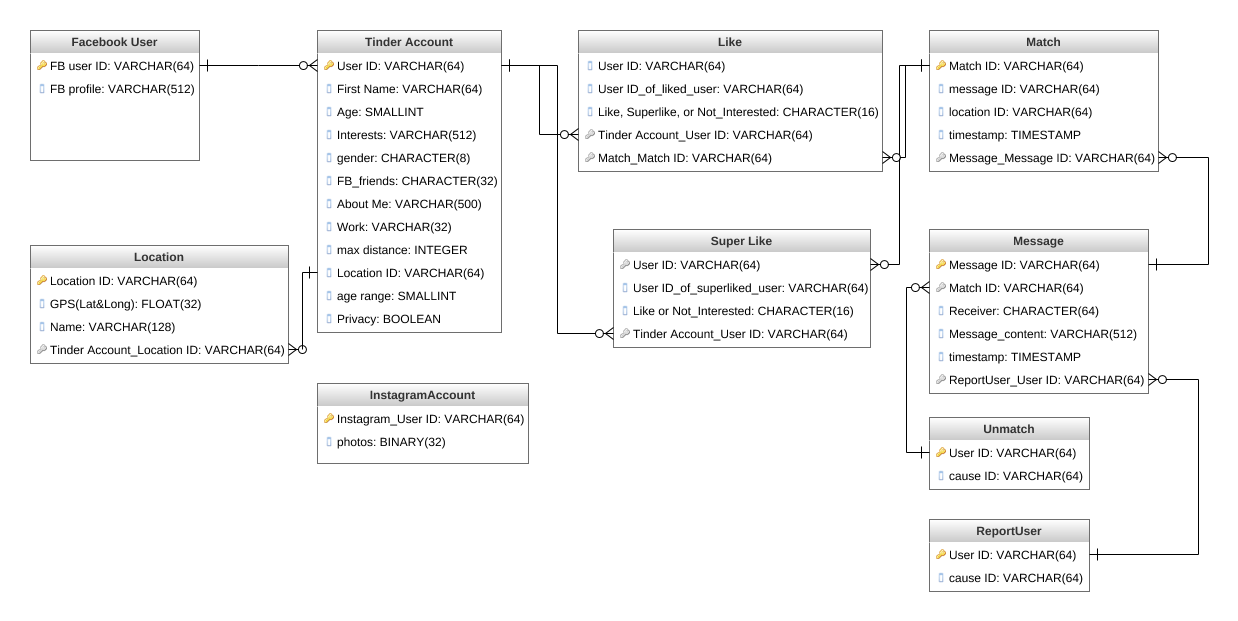 Facebook User
FB user ID: VARCHAR(64)
FB profile: VARCHAR(512)
Tinder Account
User ID: VARCHAR(64)
First Name: VARCHAR(64)
Age: SMALLINT
Interests: VARCHAR(512)
gender: CHARACTER(8)
FB_friends: CHARACTER(32)
About Me: VARCHAR(500)
Work: VARCHAR(32)
max distance: INTEGER
Location ID: VARCHAR(64)
age range: SMALLINT
Privacy: BOOLEAN
Like
User ID: VARCHAR(64)
User ID_of_liked_user: VARCHAR(64)
Like, Superlike, or Not_Interested: CHARACTER(16)
Tinder Account_User ID: VARCHAR(64)
Match_Match ID: VARCHAR(64)
Match
Match ID: VARCHAR(64)
message ID: VARCHAR(64)
location ID: VARCHAR(64)
timestamp: TIMESTAMP
Message_Message ID: VARCHAR(64)
Location
Location ID: VARCHAR(64)
GPS(Lat&Long): FLOAT(32)
Name: VARCHAR(128)
Tinder Account_Location ID: VARCHAR(64)
Super Like
User ID: VARCHAR(64)
User ID_of_superliked_user: VARCHAR(64)
Like or Not_Interested: CHARACTER(16)
Tinder Account_User ID: VARCHAR(64)
Message
Message ID: VARCHAR(64)
Match ID: VARCHAR(64)
Receiver: CHARACTER(64)
Message_content: VARCHAR(512)
timestamp: TIMESTAMP
ReportUser_User ID: VARCHAR(64)
InstagramAccount
Instagram_User ID: VARCHAR(64)
photos: BINARY(32)
Unmatch
User ID: VARCHAR(64)
cause ID: VARCHAR(64)
ReportUser
User ID: VARCHAR(64)
cause ID: VARCHAR(64)